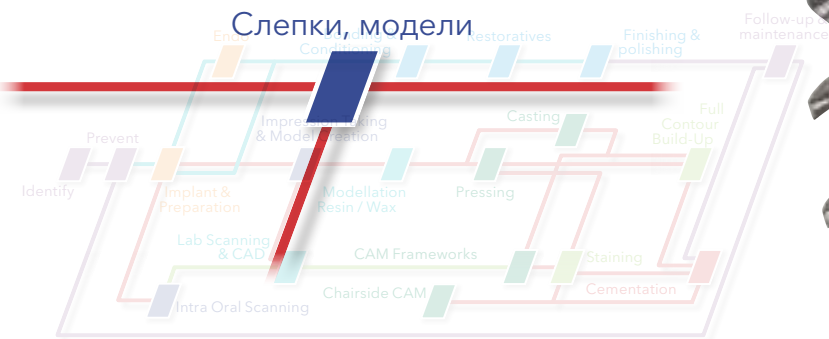 Слепки, модели
Bonding &
Conditioning
Restoratives
Finishing &
polishing
Follow-up &
maintenance
Prevent
Identify
Implant &
Preparation
Impression Taking
& Model Creation
Modellation
Resin / Wax
Casting
Pressing
Full
Contour
Build-Up
Lab Scanning
& CAD
CAM Frameworks
Staining
Chairside CAM
Cementation
Intra Oral Scanning